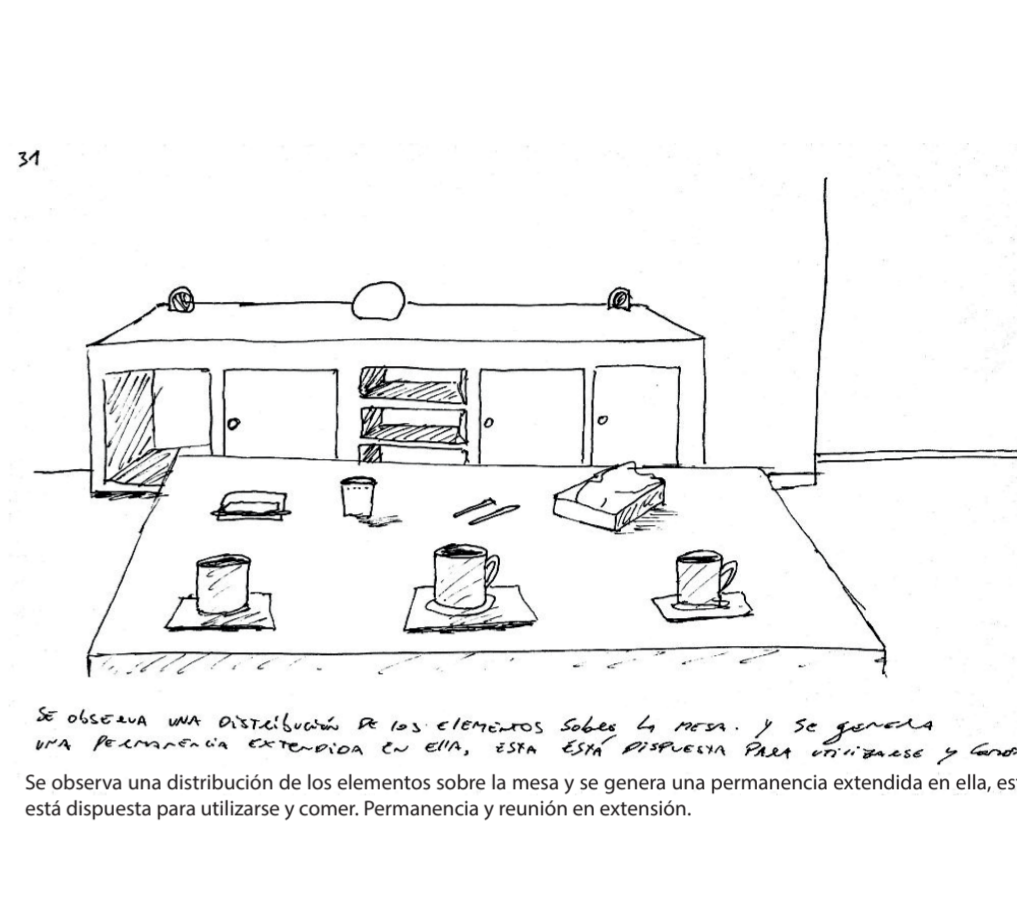 31
SE OBSERVA UNA DISTRIBUCIÓN DE LOS ELEMENTOS SOBRE LA MESA. Y SE GENERA
UNA PERMANENCIA EXTENDIDA EN ELLA, ESTA ESTÁ DISPUESTA PARA UTILIZARSE Y
Se observa una distribución de los elementos sobre la mesa y se genera una permanencia extendida en ella, es
está dispuesta para utilizarse y comer. Permanencia y reunión en extensión.